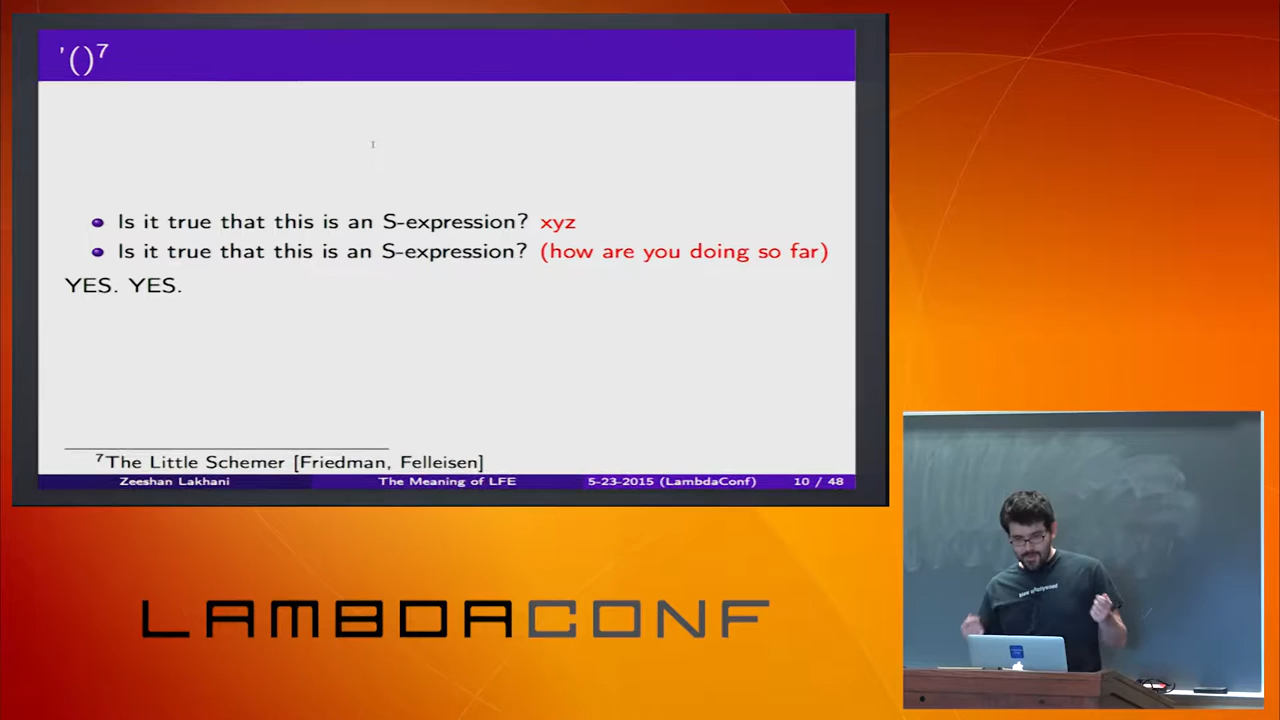 '()⁷
Is it true that this is an S-expression? xyz
Is it true that this is an S-expression? (how are you doing so far)
YES. YES.
⁷The Little Schemer [Friedman, Felleisen]
Zeeshan Lakhani The Meaning of LFE 5-23-2015 (LambdaConf) 10 / 48
LAMBDACONF